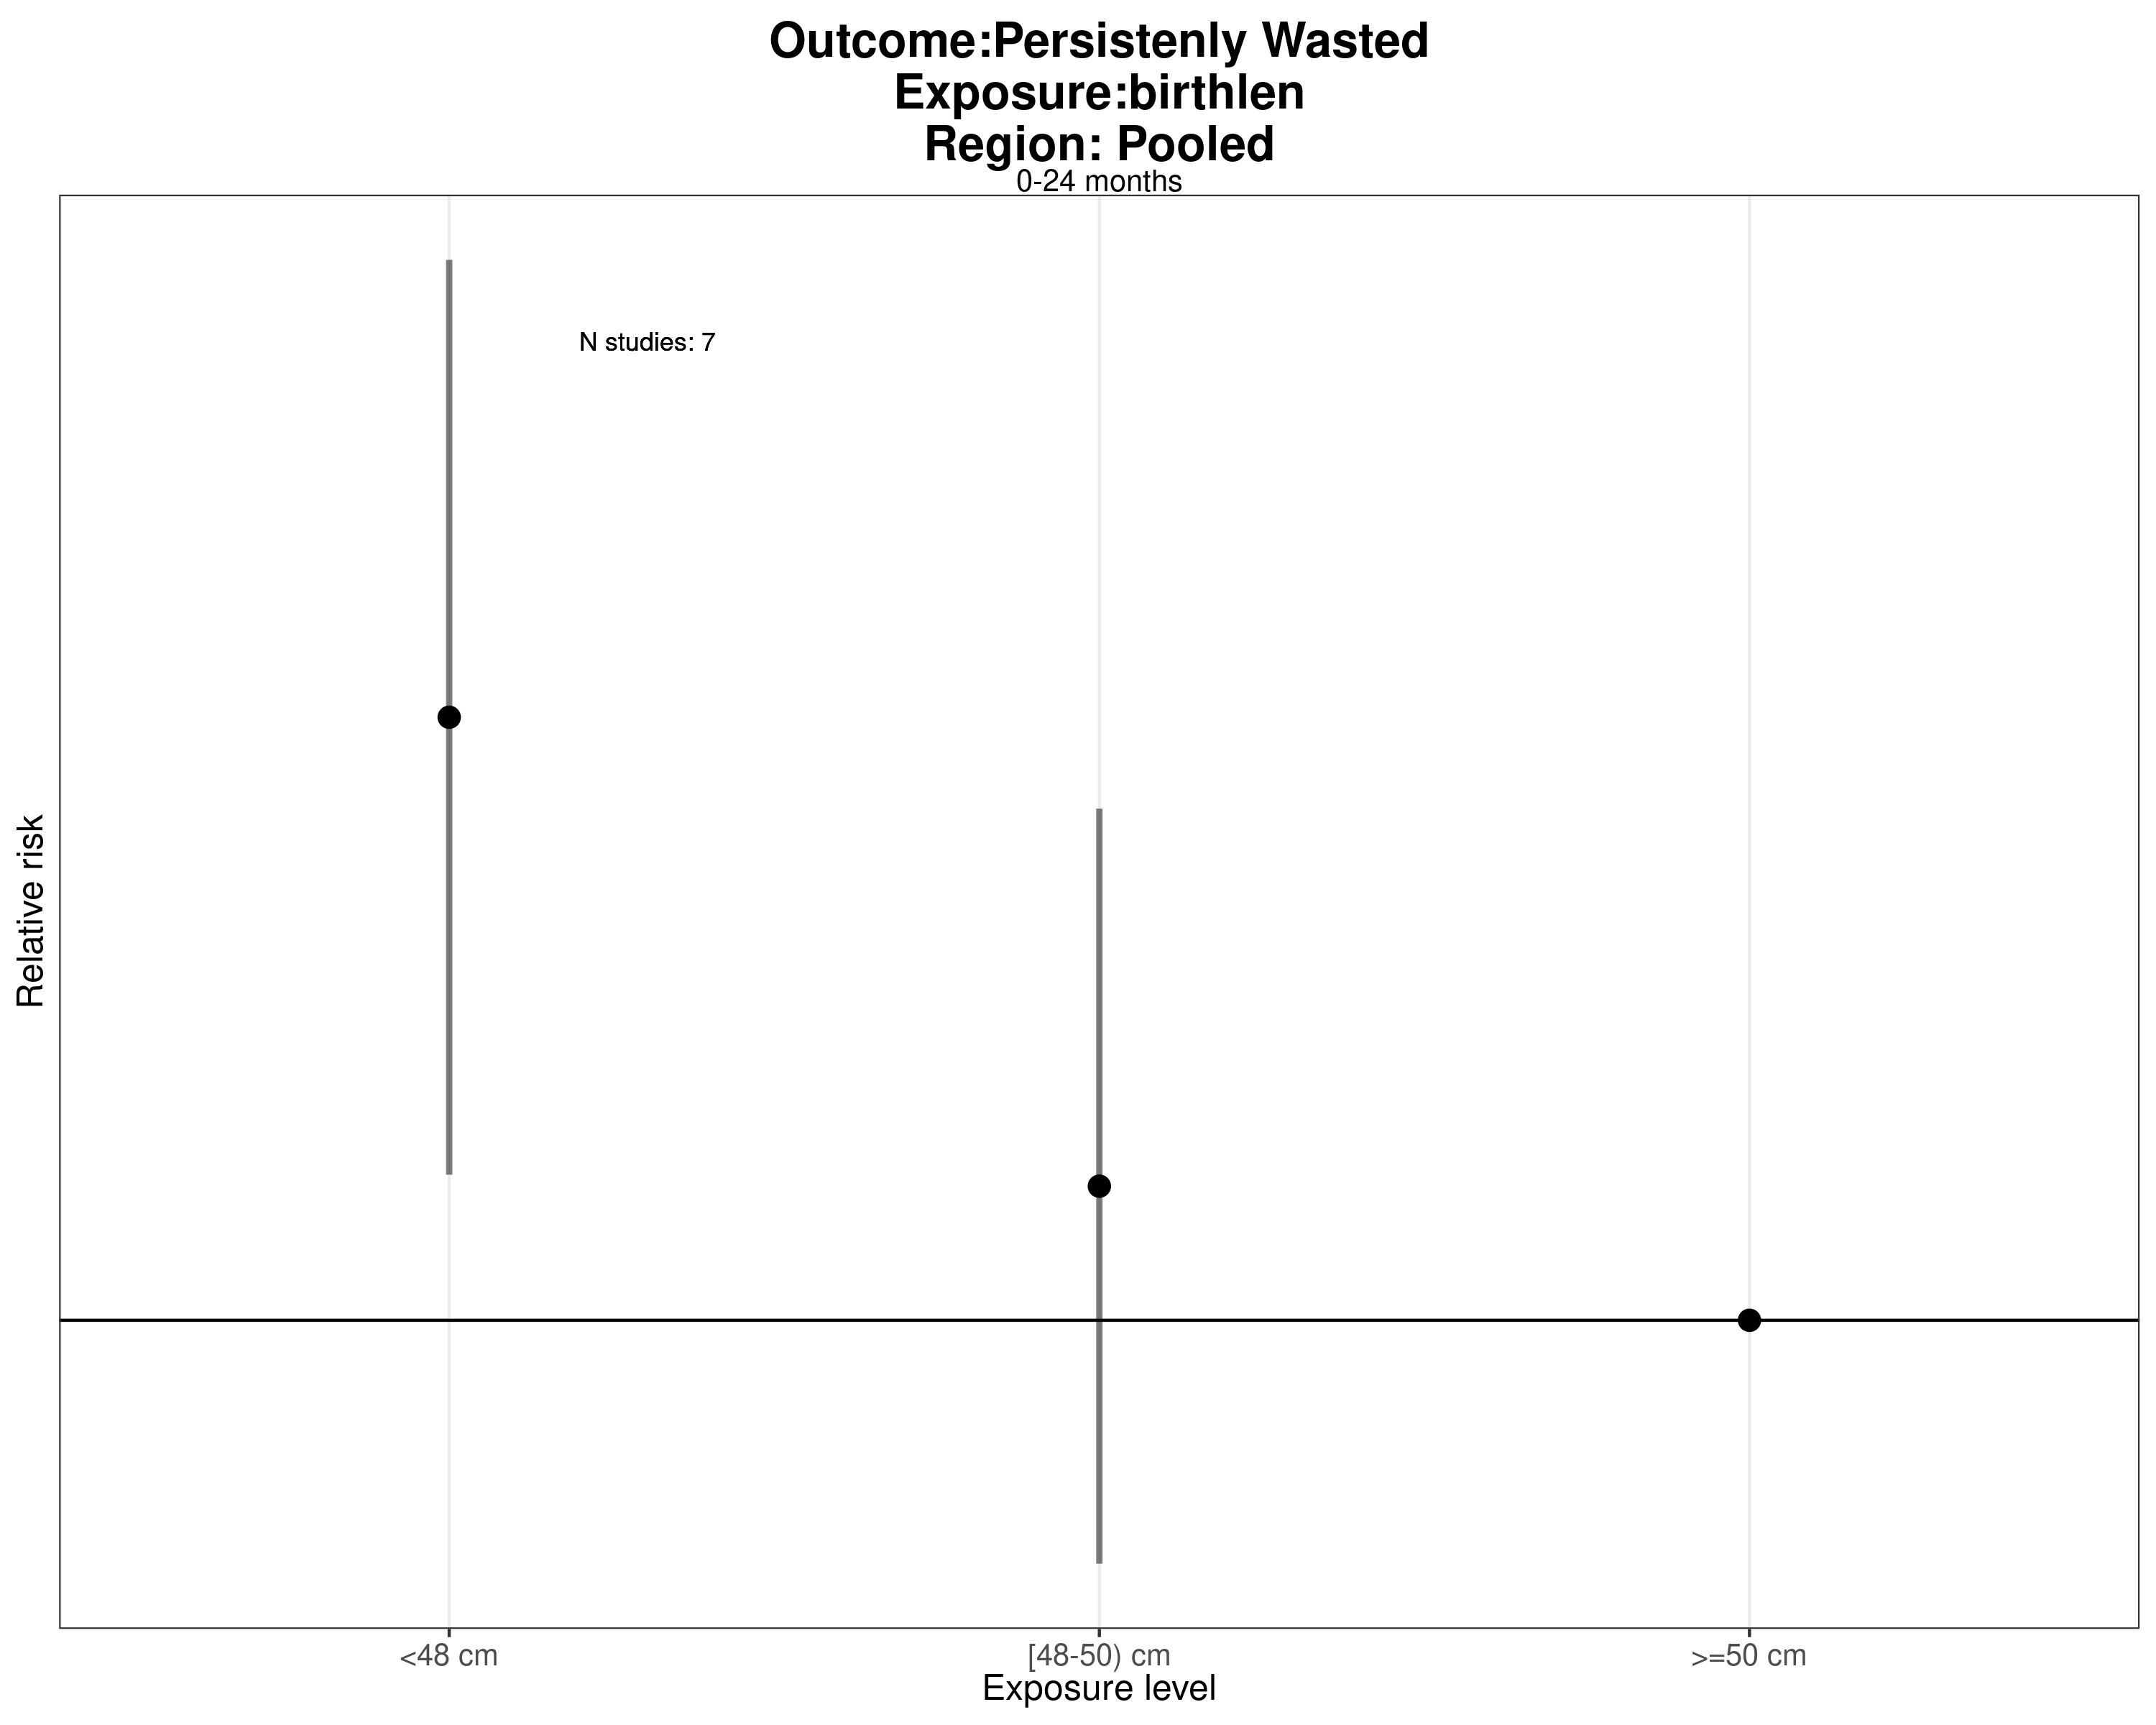 Outcome:Persistenly Wasted
Exposure:birthlen
Region: Pooled
0-24 months
N studies: 7
Relative risk
<48 cm
[48-50) cm
>=50 cm
Exposure level